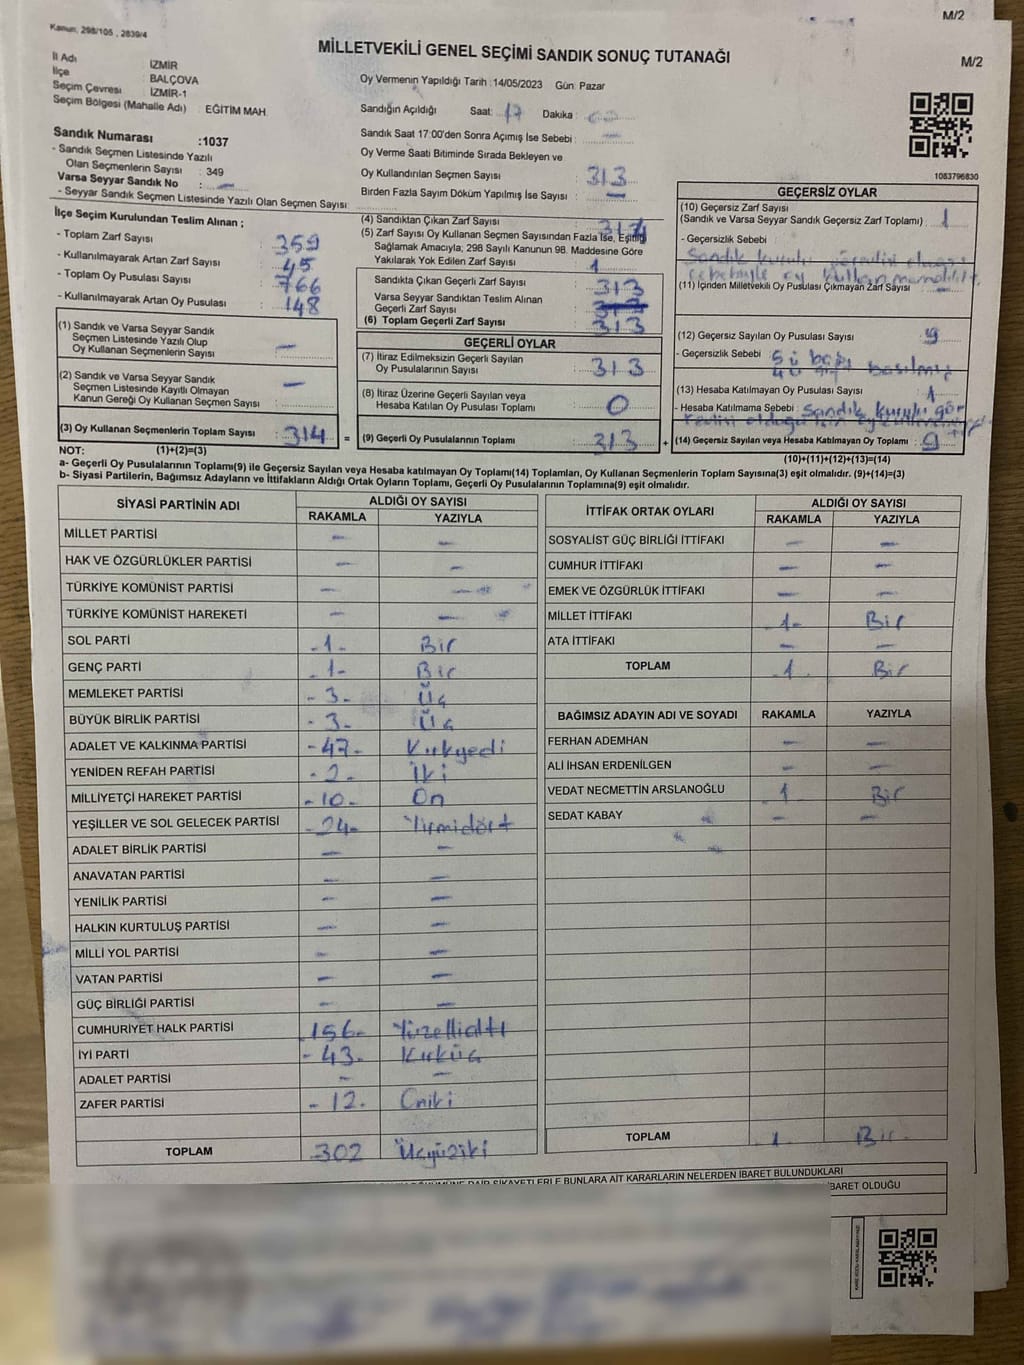 M/2
Kanun, 298/105 , 2839/4
MİLLETVEKİLİ GENEL SEÇİMİ SANDIK SONUÇ TUTANAĞI
M/2
İl Adı İZMİR
İlçe BALÇOVA
Seçim Çevresi : İZMİR-1
Seçim Bölgesi (Mahalle Adı) : EĞİTİM MAH.
Oy Vermenin Yapıldığı Tarih :14/05/2023 Gün: Pazar
Sandığın Açıldığı Saat: 17 Dakika :
Sandık Saat 17:00'den Sonra Açımış İse Sebebi : —
Oy Verme Saati Bitiminde Sırada Bekleyen ve
Oy Kullandırılan Seçmen Sayısı 313
Birden Fazla Sayım Döküm Yapılmış İse Sayısı : —
Sandık Numarası :1037
- Sandık Seçmen Listesinde Yazılı
Olan Seçmenlerin Sayısı : 349
Varsa Seyyar Sandık No : —
- Seyyar Sandık Seçmen Listesinde Yazılı Olan Seçmen Sayısı:
1083796830
İlçe Seçim Kurulundan Teslim Alınan ;
- Toplam Zarf Sayısı : 359
- Kullanılmayarak Artan Zarf Sayısı : 45
- Toplam Oy Pusulası Sayısı : 766
- Kullanılmayarak Artan Oy Pusulası : 148
(1) Sandık ve Varsa Seyyar Sandık
Seçmen Listesinde Yazılı Olup
Oy Kullanan Seçmenlerin Sayısı : —
(2) Sandık ve Varsa Seyyar Sandık
Seçmen Listesinde Kayıtlı Olmayan
Kanun Gereği Oy Kullanan Seçmen Sayısı : —
(3) Oy Kullanan Seçmenlerin Toplam Sayısı : 314 =
(4) Sandıktan Çıkan Zarf Sayısı : 314
(5) Zarf Sayısı Oy Kullanan Seçmen Sayısından Fazla İse, Eşitliği
Sağlamak Amacıyla; 298 Sayılı Kanunun 98. Maddesine Göre
Yakılarak Yok Edilen Zarf Sayısı : 1
Sandıkta Çıkan Geçerli Zarf Sayısı : 313
Varsa Seyyar Sandıktan Teslim Alınan
Geçerli Zarf Sayısı :
(6) Toplam Geçerli Zarf Sayısı : 313
GEÇERLİ OYLAR
(7) İtiraz Edilmeksizin Geçerli Sayılan
Oy Pusulalarının Sayısı : 313
(8) İtiraz Üzerine Geçerli Sayılan veya
Hesaba Katılan Oy Pusulası Toplamı : 0
(9) Geçerli Oy Pusulalarının Toplamı : 313 +
GEÇERSİZ OYLAR
(10) Geçersiz Zarf Sayısı
(Sandık ve Varsa Seyyar Sandık Geçersiz Zarf Toplamı) : 1
- Geçersizlik Sebebi :
Sandık kurulu görevlisi olması
sebebiyle oy kullanmamalıdır
(11) İçinden Milletvekili Oy Pusulası Çıkmayan Zarf Sayısı —
(12) Geçersiz Sayılan Oy Pusulası Sayısı : 9
- Geçersizlik Sebebi : 5 ü boş
4 ü basılmış
(13) Hesaba Katılmayan Oy Pusulası Sayısı : 1
- Hesaba Katılmama Sebebi : Sandık kurulu gör
olduğu için
(14) Geçersiz Sayılan veya Hesaba Katılmayan Oy Toplamı : 9
NOT: (1)+(2)=(3)
(10)+(11)+(12)+(13)=(14)
a- Geçerli Oy Pusulalarının Toplamı(9) ile Geçersiz Sayılan veya Hesaba katılmayan Oy Toplamı(14) Toplamları, Oy Kullanan Seçmenlerin Toplam Sayısına(3) eşit olmalıdır. (9)+(14)=(3)
b- Siyasi Partilerin, Bağımsız Adayların ve İttifakların Aldığı Ortak Oyların Toplamı, Geçerli Oy Pusulalarının Toplamına(9) eşit olmalıdır.
SİYASİ PARTİNİN ADI ALDIĞI OY SAYISI
RAKAMLA YAZIYLA
MİLLET PARTİSİ — —
HAK VE ÖZGÜRLÜKLER PARTİSİ — —
TÜRKİYE KOMÜNİST PARTİSİ — —
TÜRKİYE KOMÜNİST HAREKETİ — —
SOL PARTİ -1- Bir
GENÇ PARTİ -1- Bir
MEMLEKET PARTİSİ -3- Üç
BÜYÜK BİRLİK PARTİSİ -3- Üç
ADALET VE KALKINMA PARTİSİ -47- Kırkyedi
YENİDEN REFAH PARTİSİ -2- İki
MİLLİYETÇİ HAREKET PARTİSİ -10- On
YEŞİLLER VE SOL GELECEK PARTİSİ -24- Yirmidört
ADALET BİRLİK PARTİSİ — —
ANAVATAN PARTİSİ — —
YENİLİK PARTİSİ — —
HALKIN KURTULUŞ PARTİSİ — —
MİLLİ YOL PARTİSİ — —
VATAN PARTİSİ — —
GÜÇ BİRLİĞİ PARTİSİ — —
CUMHURİYET HALK PARTİSİ 156- Yüzellialtı
İYİ PARTİ -43- Kırküç
ADALET PARTİSİ — —
ZAFER PARTİSİ -12- Oniki
TOPLAM 302 Üçyüziki
İTTİFAK ORTAK OYLARI ALDIĞI OY SAYISI
RAKAMLA YAZIYLA
SOSYALİST GÜÇ BİRLİĞİ İTTİFAKI — —
CUMHUR İTTİFAKI — —
EMEK VE ÖZGÜRLÜK İTTİFAKI — —
MİLLET İTTİFAKI -1- Bir
ATA İTTİFAKI — —
TOPLAM 1 Bir
BAĞIMSIZ ADAYIN ADI VE SOYADI RAKAMLA YAZIYLA
FERHAN ADEMHAN — —
ALİ İHSAN ERDENİLGEN — —
VEDAT NECMETTİN ARSLANOĞLU 1 Bir
SEDAT KABAY — —
TOPLAM 1 Bir
ŞİKAYETLERLE BUNLARA AİT KARARLARIN NELERDEN İBARET BULUNDUKLARI
İBARET OLDUĞU